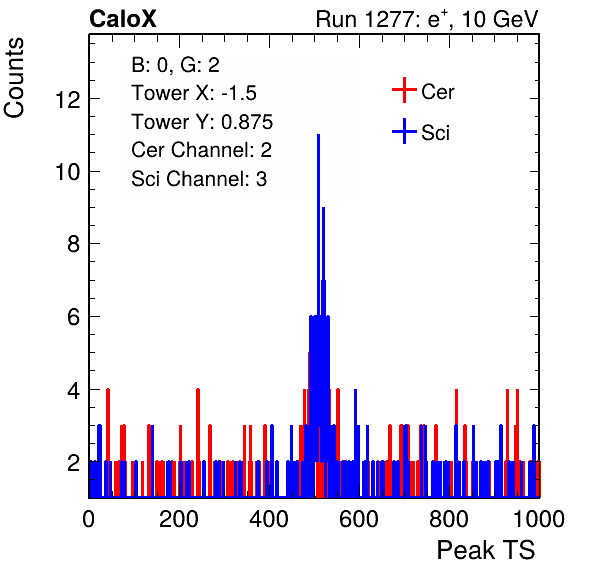 CaloX Run 1277: e⁺, 10 GeV
Counts
B: 0, G: 2
Tower X: -1.5
Tower Y: 0.875
Cer Channel: 2
Sci Channel: 3
Cer
Sci
12
10
8
6
4
2
0 200 400 600 800 1000
Peak TS